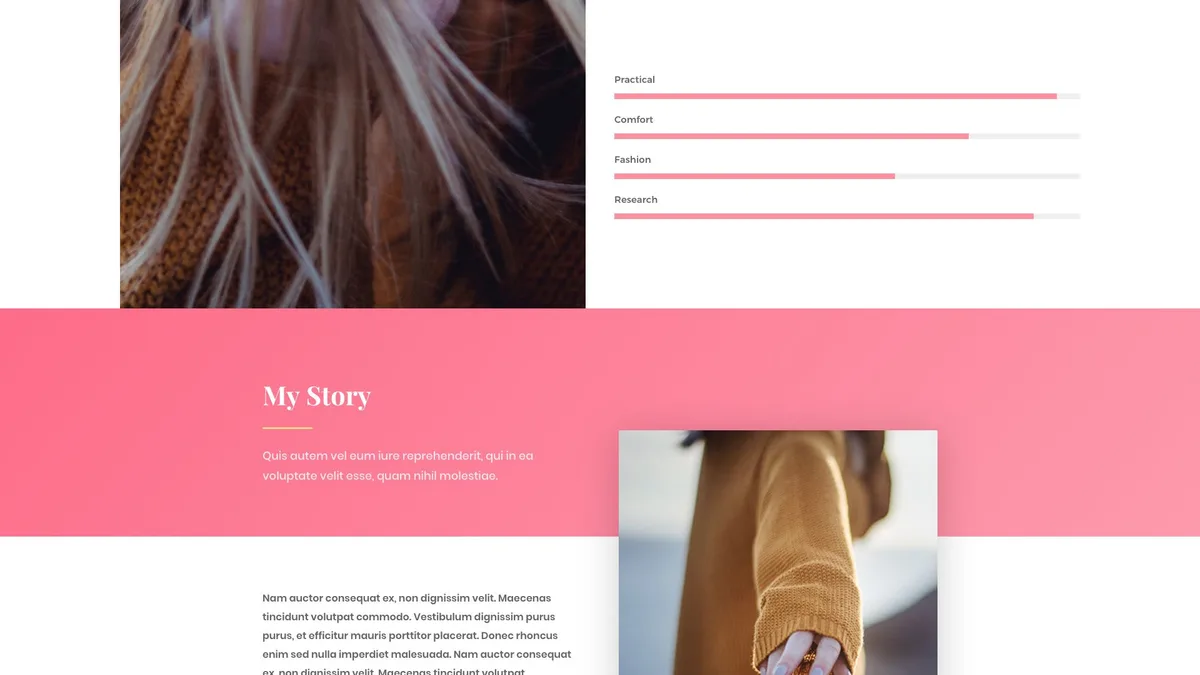 Practical
Comfort
Fashion
Research
My Story
Quis autem vel eum iure reprehenderit, qui in ea
voluptate velit esse, quam nihil molestiae.
Nam auctor consequat ex, non dignissim velit. Maecenas
tincidunt volutpat commodo. Vestibulum dignissim purus
purus, et efficitur mauris porttitor placerat. Donec rhoncus
enim sed nulla imperdiet malesuada. Nam auctor consequat
ex, non dignissim velit. Maecenas tincidunt volutpat